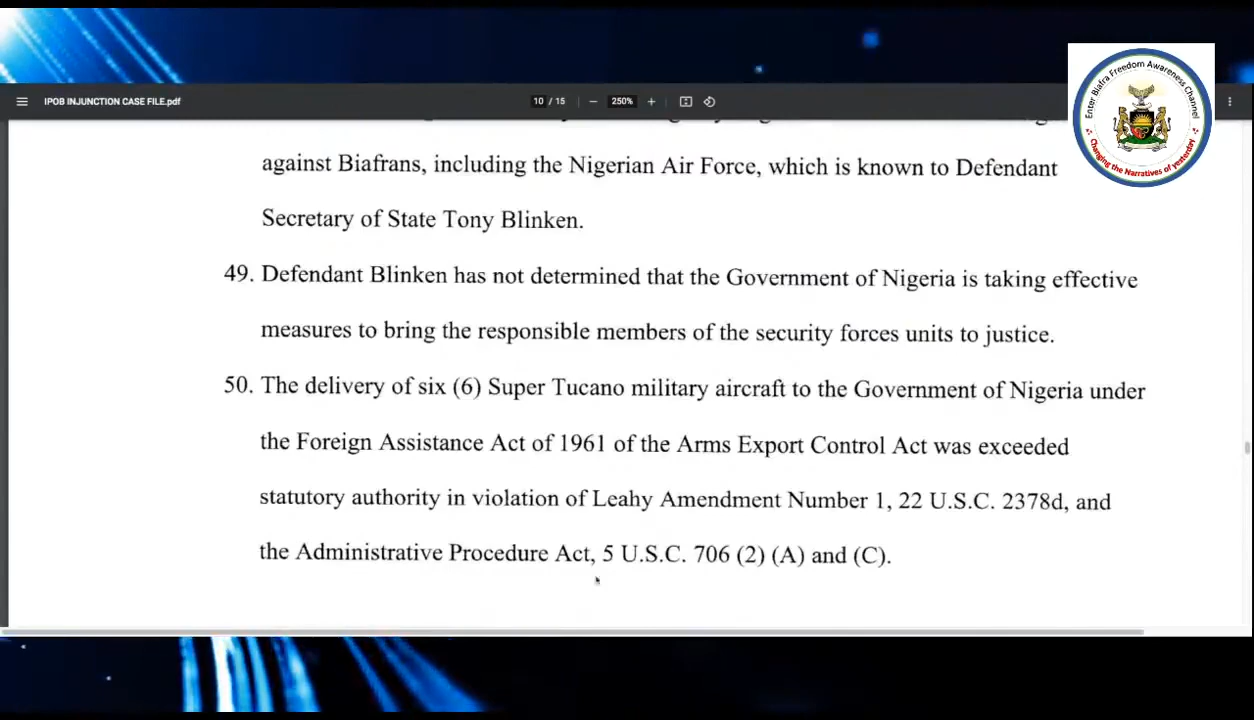 IPOB INJUNCTION CASE FILE.pdf
10 / 15
250%
Enter Biafra Freedom Awareness Channel
Changing the Narratives of yesterday
against Biafrans, including the Nigerian Air Force, which is known to Defendant
Secretary of State Tony Blinken.
49. Defendant Blinken has not determined that the Government of Nigeria is taking effective
measures to bring the responsible members of the security forces units to justice.
50. The delivery of six (6) Super Tucano military aircraft to the Government of Nigeria under
the Foreign Assistance Act of 1961 of the Arms Export Control Act was exceeded
statutory authority in violation of Leahy Amendment Number 1, 22 U.S.C. 2378d, and
the Administrative Procedure Act, 5 U.S.C. 706 (2) (A) and (C).